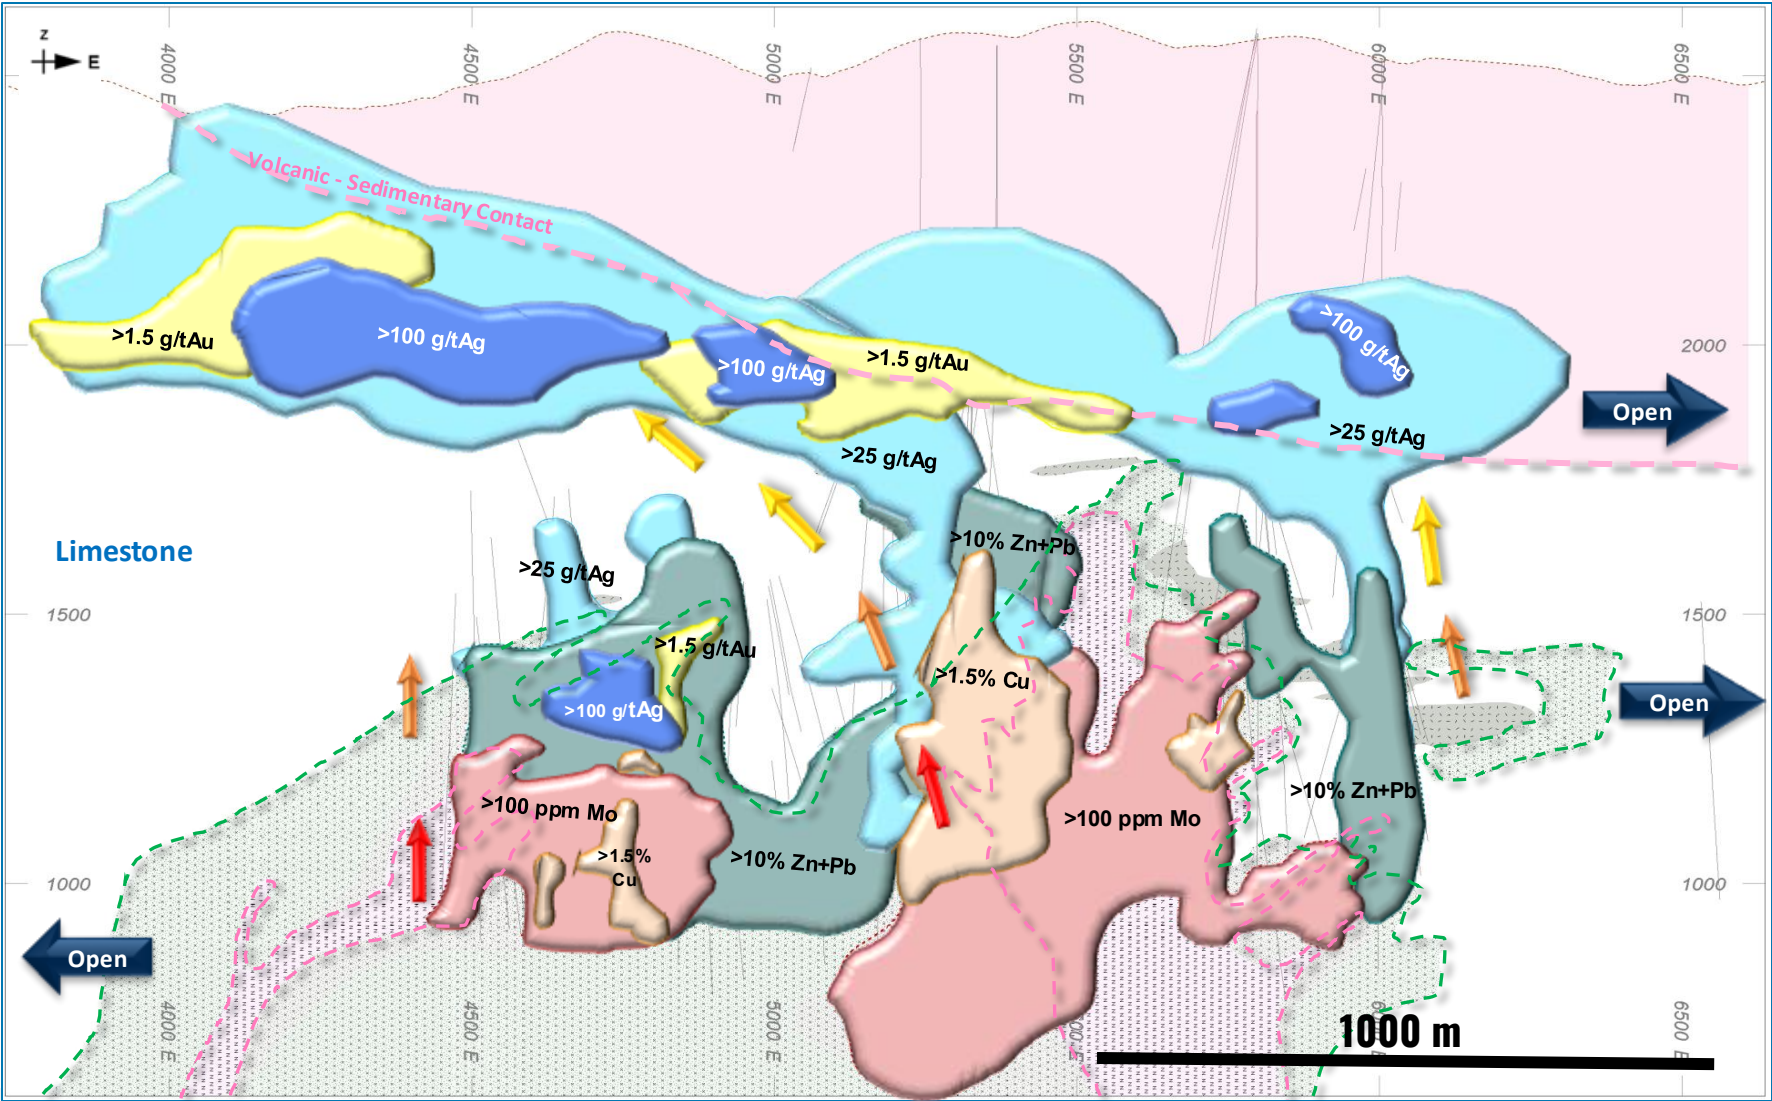 z
E
4000 E
4500 E
5000 E
5500 E
6000 E
6500 E
Volcanic - Sedimentary Contact
>1.5 g/tAu
>100 g/tAg
>100 g/tAg
>1.5 g/tAu
>100 g/tAg
2000
Open
>25 g/tAg
>25 g/tAg
Limestone
>10% Zn+Pb
>25 g/tAg
1500
1500
>1.5 g/tAu
>1.5% Cu
>100 g/tAg
Open
>10% Zn+Pb
>100 ppm Mo
>100 ppm Mo
>1.5%
Cu
>10% Zn+Pb
1000
1000
Open
4000 E
4500 E
5000 E
6500 E
1000 m